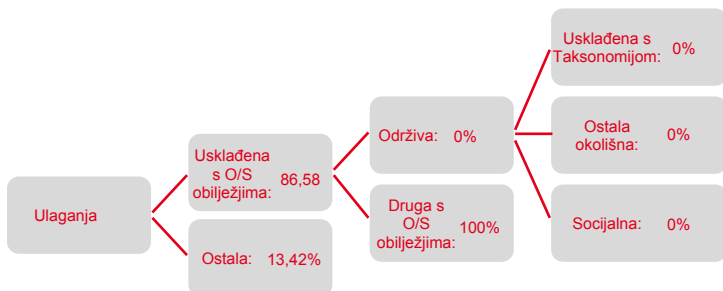 Ulaganja
Usklađena
s O/S
obilježjima: 86,58
Ostala: 13,42%
Održiva: 0%
Druga s
O/S
obilježjima: 100%
Usklađena s
Taksonomijom: 0%
Ostala
okolišna: 0%
Socijalna: 0%